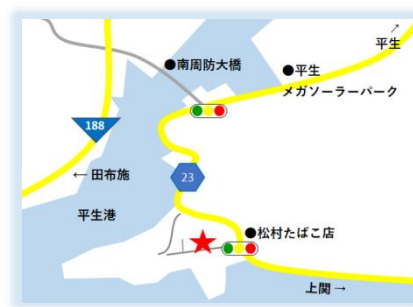 ↗
平生
●南周防大橋
●平生
メガソーラーパーク
188
← 田布施
23
平生港
●松村たばこ店
上関 →